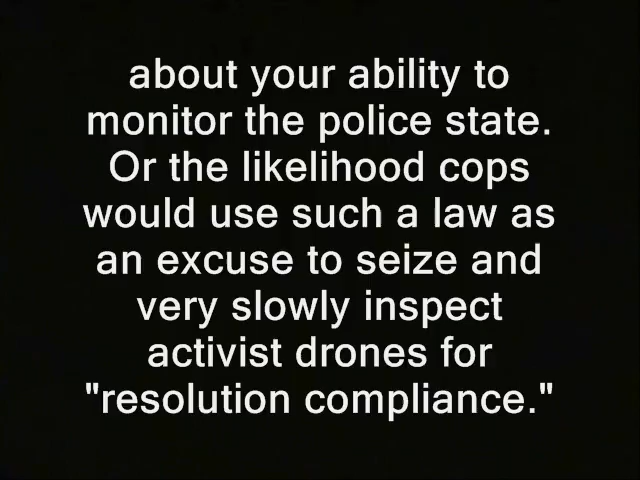 about your ability to
monitor the police state.
Or the likelihood cops
would use such a law as
an excuse to seize and
very slowly inspect
activist drones for
"resolution compliance."